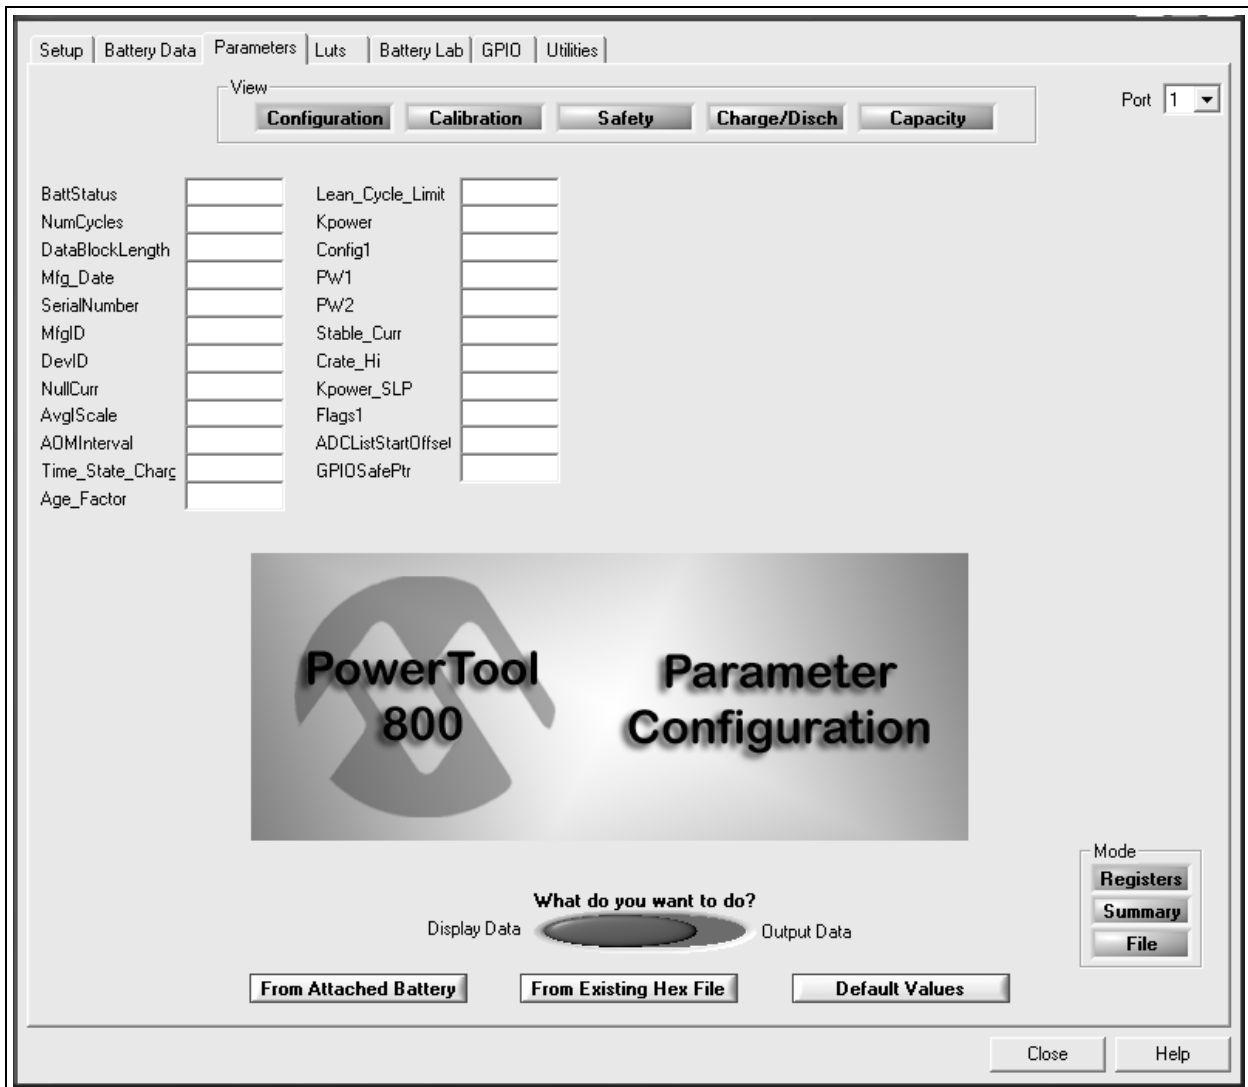 Setup Battery Data Parameters Luts Battery Lab GPIO Utilities
View
Configuration Calibration Safety Charge/Disch Capacity
Port 1
BattStatus Lean_Cycle_Limit
NumCycles Kpower
DataBlockLength Config1
Mfg_Date PW1
SerialNumber PW2
MfgID Stable_Curr
DevID Crate_Hi
NullCurr Kpower_SLP
AvgIScale Flags1
AOMInterval ADCListStartOffset
Time_State_Charg GPIOSafePtr
Age_Factor
PowerTool
800
Parameter
Configuration
Mode
Registers
Summary
File
What do you want to do?
Display Data Output Data
From Attached Battery From Existing Hex File Default Values
Close Help